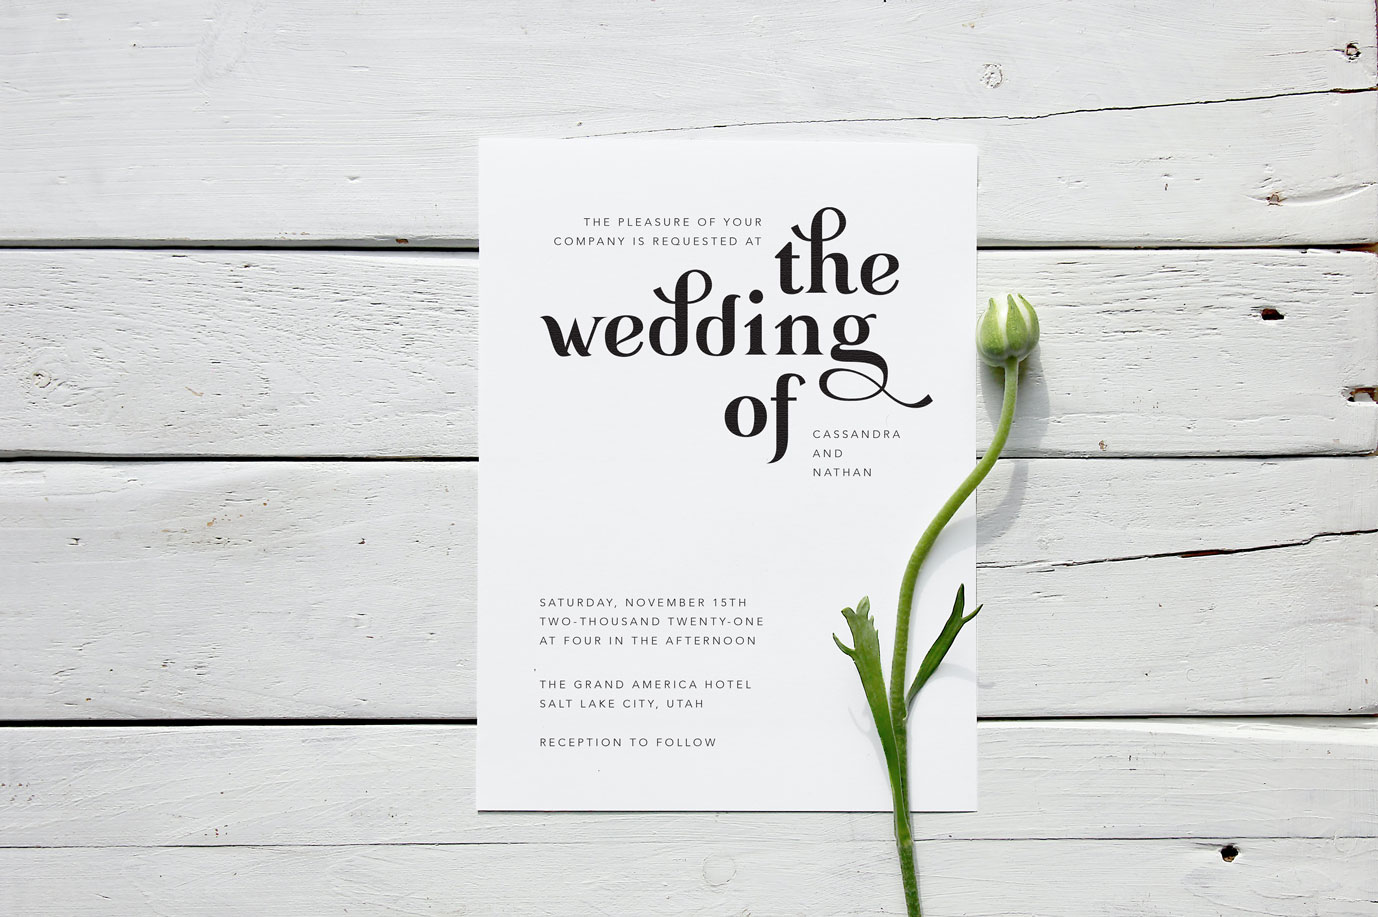 THE PLEASURE OF YOUR
COMPANY IS REQUESTED AT
the
wedding
of
CASSANDRA
AND
NATHAN
SATURDAY, NOVEMBER 15TH
TWO-THOUSAND TWENTY-ONE
AT FOUR IN THE AFTERNOON
THE GRAND AMERICA HOTEL
SALT LAKE CITY, UTAH
RECEPTION TO FOLLOW